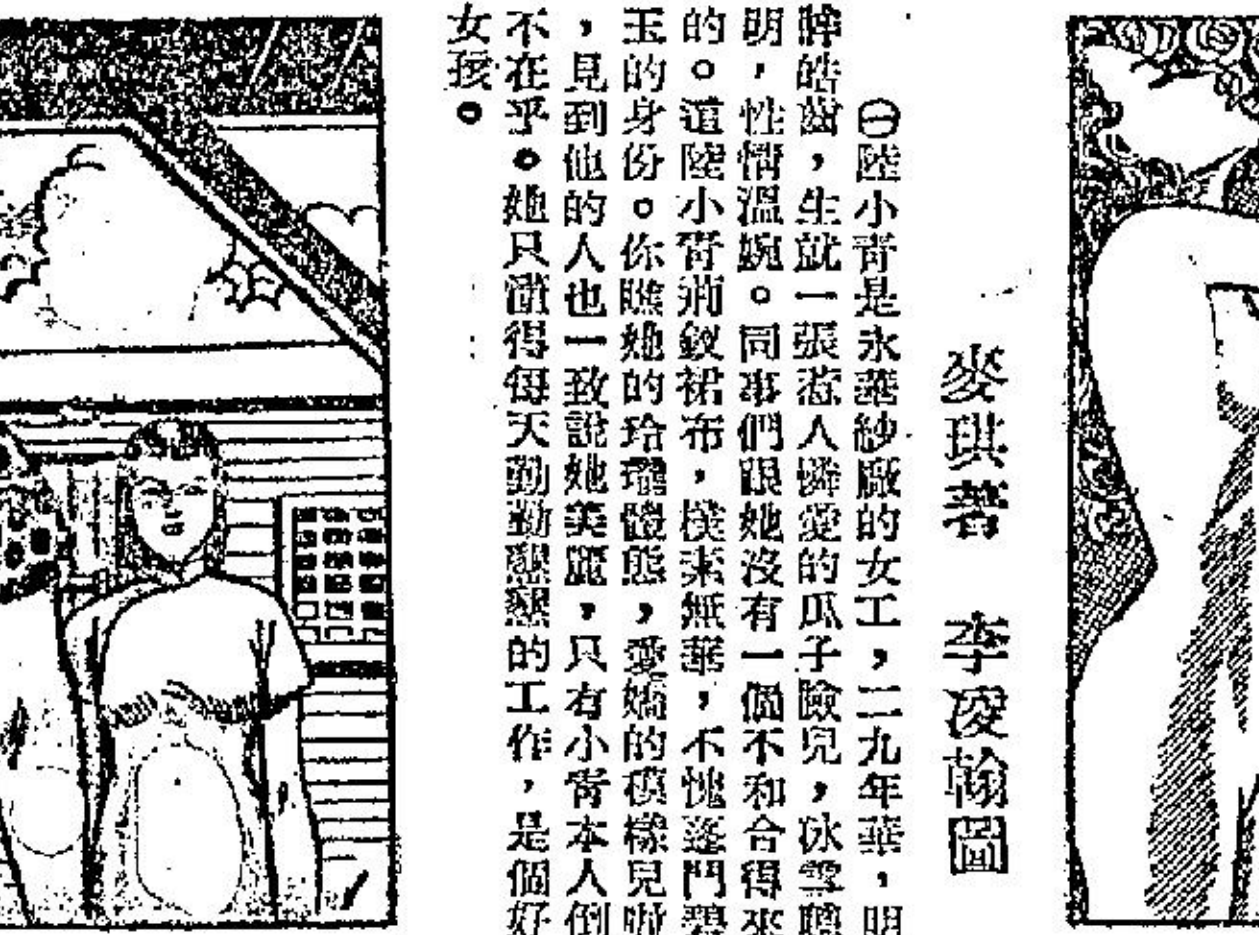 麥琪著　李凌翰圖
㊀陸小青是永華紗廠的女工，二九年華，明
眸皓齒，生就一張惹人憐愛的瓜子險兒，冰雪聰
明，性情溫婉。同事們跟她沒有一個不和合得來
的。這陸小青荊釵裙布，樸素無華，不愧蓬門碧
玉的身份。你瞧她的玲瓏體態，愛嬌的模樣兒啦
，見到他的人也一致說她美麗，只有小青本人倒
不在乎。她只懂得每天勤勤懇懇的工作，是個好
女孩。